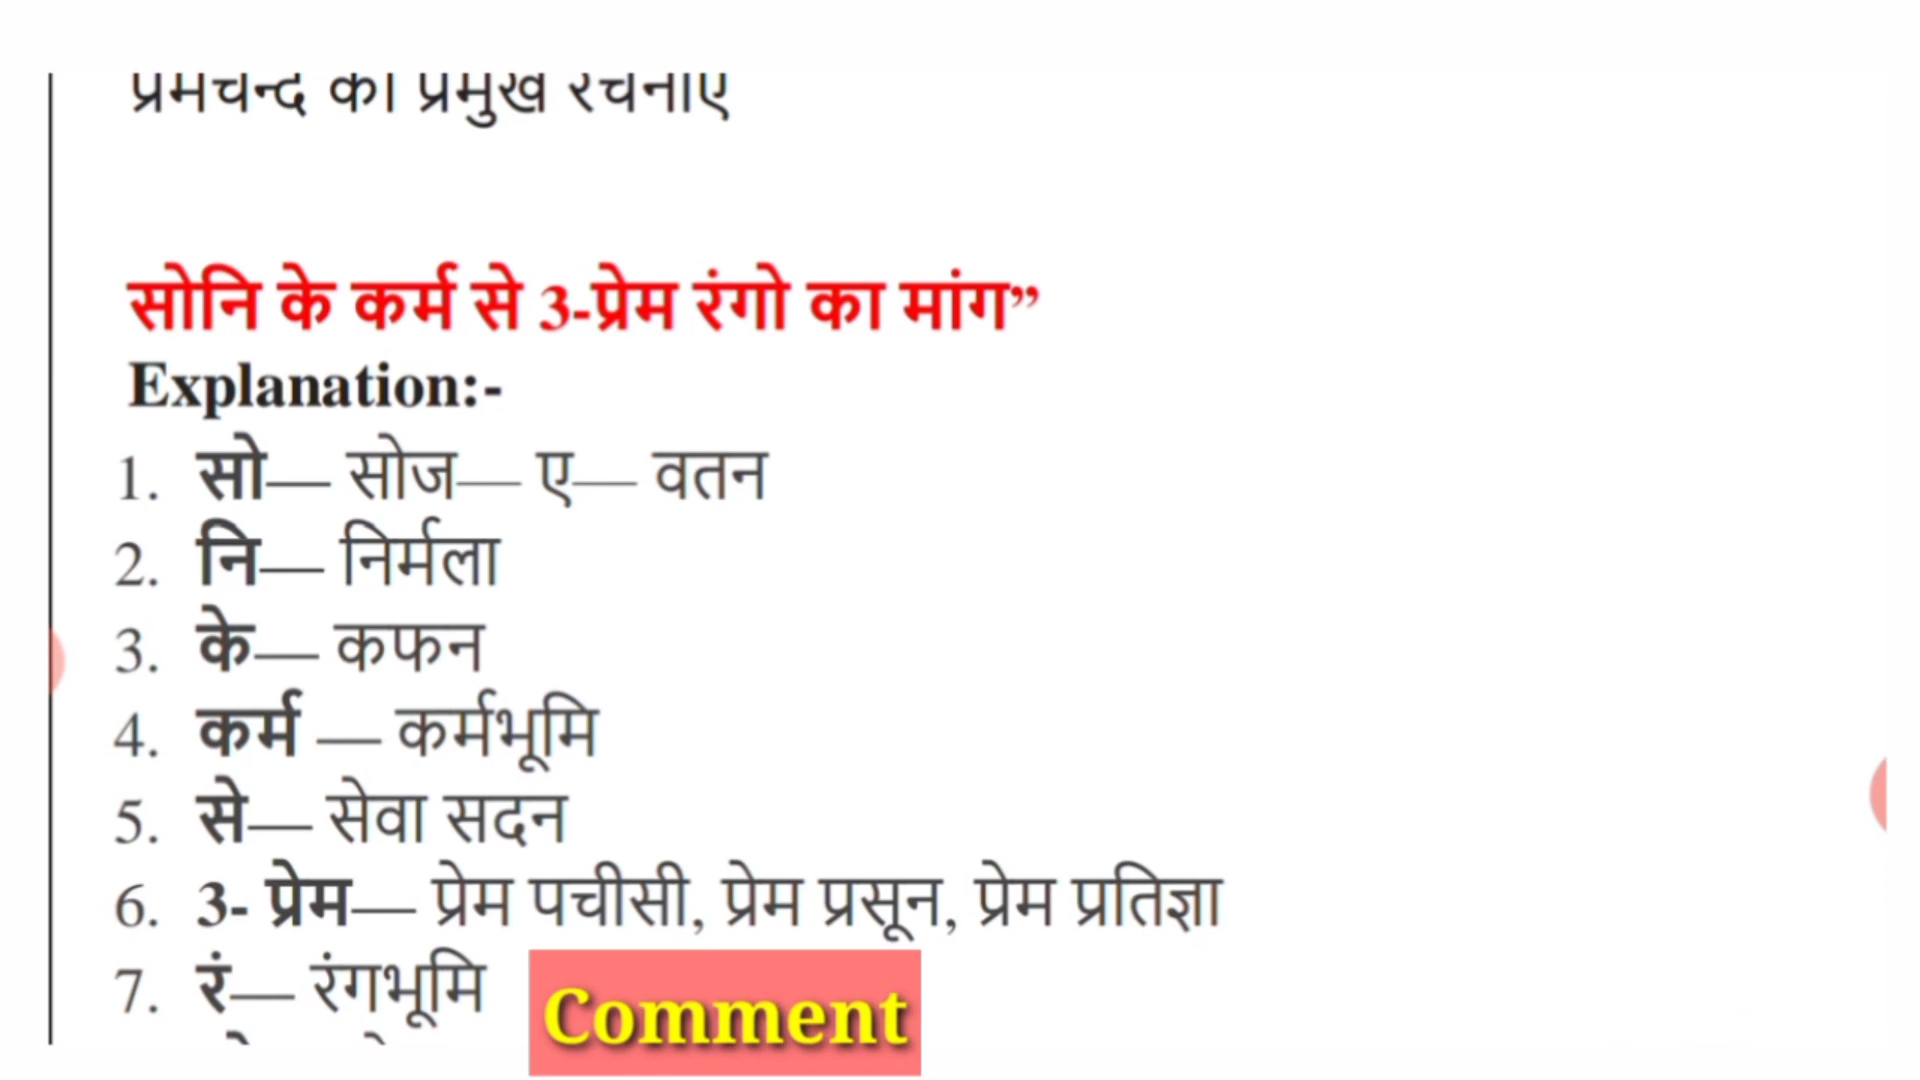 प्रेमचन्द की प्रमुख रचनाएं
सोनि के कर्म से 3-प्रेम रंगो का मांग”
Explanation:-
1. सो— सोज— ए— वतन
2. नि— निर्मला
3. के— कफन
4. कर्म — कर्मभूमि
5. से— सेवा सदन
6. 3- प्रेम— प्रेम पचीसी, प्रेम प्रसून, प्रेम प्रतिज्ञा
7. रं— रंगभूमि
Comment